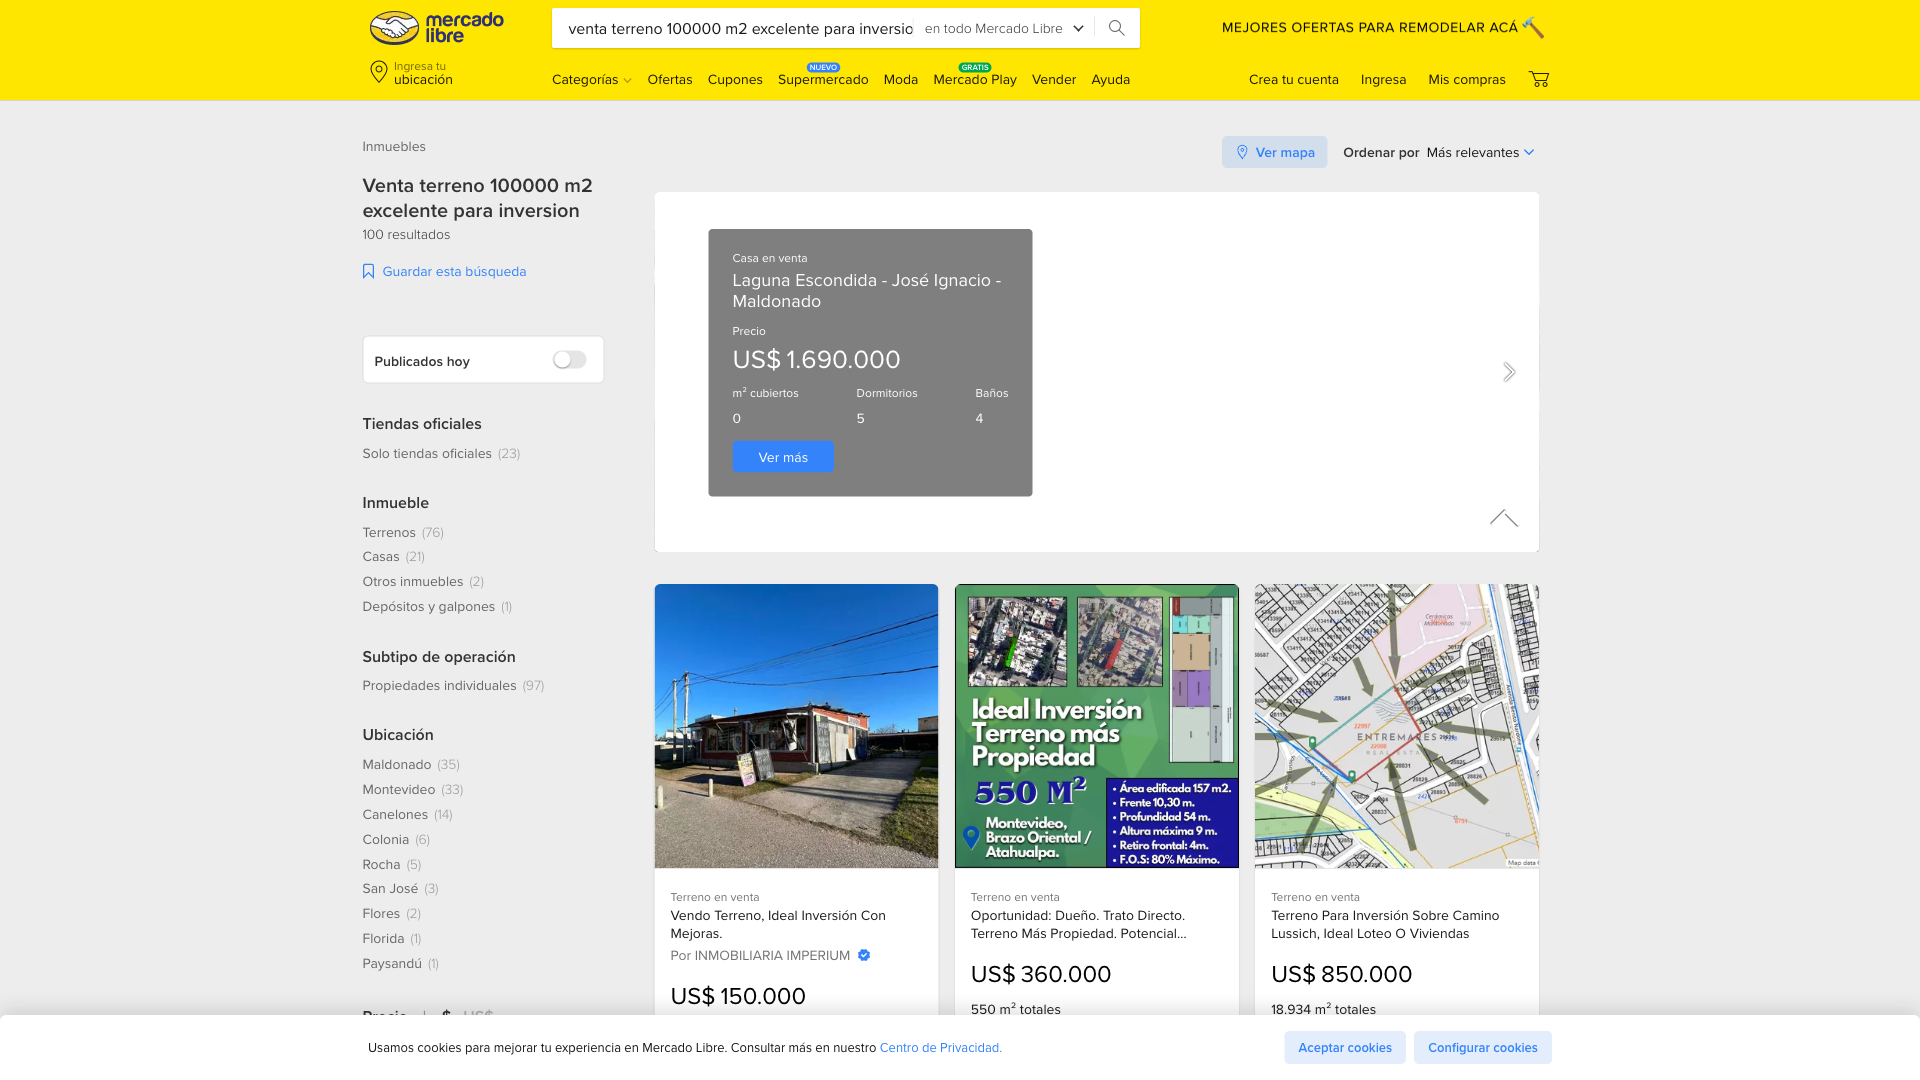 mercado
libre
venta terreno 100000 m2 excelente para inversio
en todo Mercado Libre
MEJORES OFERTAS PARA REMODELAR ACÁ
Ingresa tu
ubicación
Categorías
Ofertas
Cupones
NUEVO
Supermercado
Moda
GRATIS
Mercado Play
Vender
Ayuda
Crea tu cuenta
Ingresa
Mis compras
Inmuebles
Venta terreno 100000 m2
excelente para inversion
100 resultados
Guardar esta búsqueda
Ver mapa
Ordenar por Más relevantes
Publicados hoy
Tiendas oficiales
Solo tiendas oficiales (23)
Inmueble
Terrenos (76)
Casas (21)
Otros inmuebles (2)
Depósitos y galpones (1)
Subtipo de operación
Propiedades individuales (97)
Ubicación
Maldonado (35)
Montevideo (33)
Canelones (14)
Colonia (6)
Rocha (5)
San José (3)
Flores (2)
Florida (1)
Paysandú (1)
Casa en venta
Laguna Escondida - José Ignacio -
Maldonado
Precio
US$ 1.690.000
m² cubiertos
Dormitorios
Baños
0
5
4
Ver más
Terreno en venta
Vendo Terreno, Ideal Inversión Con
Mejoras.
Por INMOBILIARIA IMPERIUM
US$ 150.000
Ideal Inversión
Terreno más
Propiedad
550 M²
Montevideo,
Brazo Oriental /
Atahualpa.
• Área edificada 157 m2.
• Frente 10,30 m.
• Profundidad 54 m.
• Altura máxima 9 m.
• Retiro frontal: 4m.
• F.O.S: 80% Máximo.
Terreno en venta
Oportunidad: Dueño. Trato Directo.
Terreno Más Propiedad. Potencial...
US$ 360.000
550 m² totales
ENTREMARES
Map data
Terreno en venta
Terreno Para Inversión Sobre Camino
Lussich, Ideal Loteo O Viviendas
US$ 850.000
18.934 m² totales
Usamos cookies para mejorar tu experiencia en Mercado Libre. Consultar más en nuestro Centro de Privacidad.
Aceptar cookies
Configurar cookies